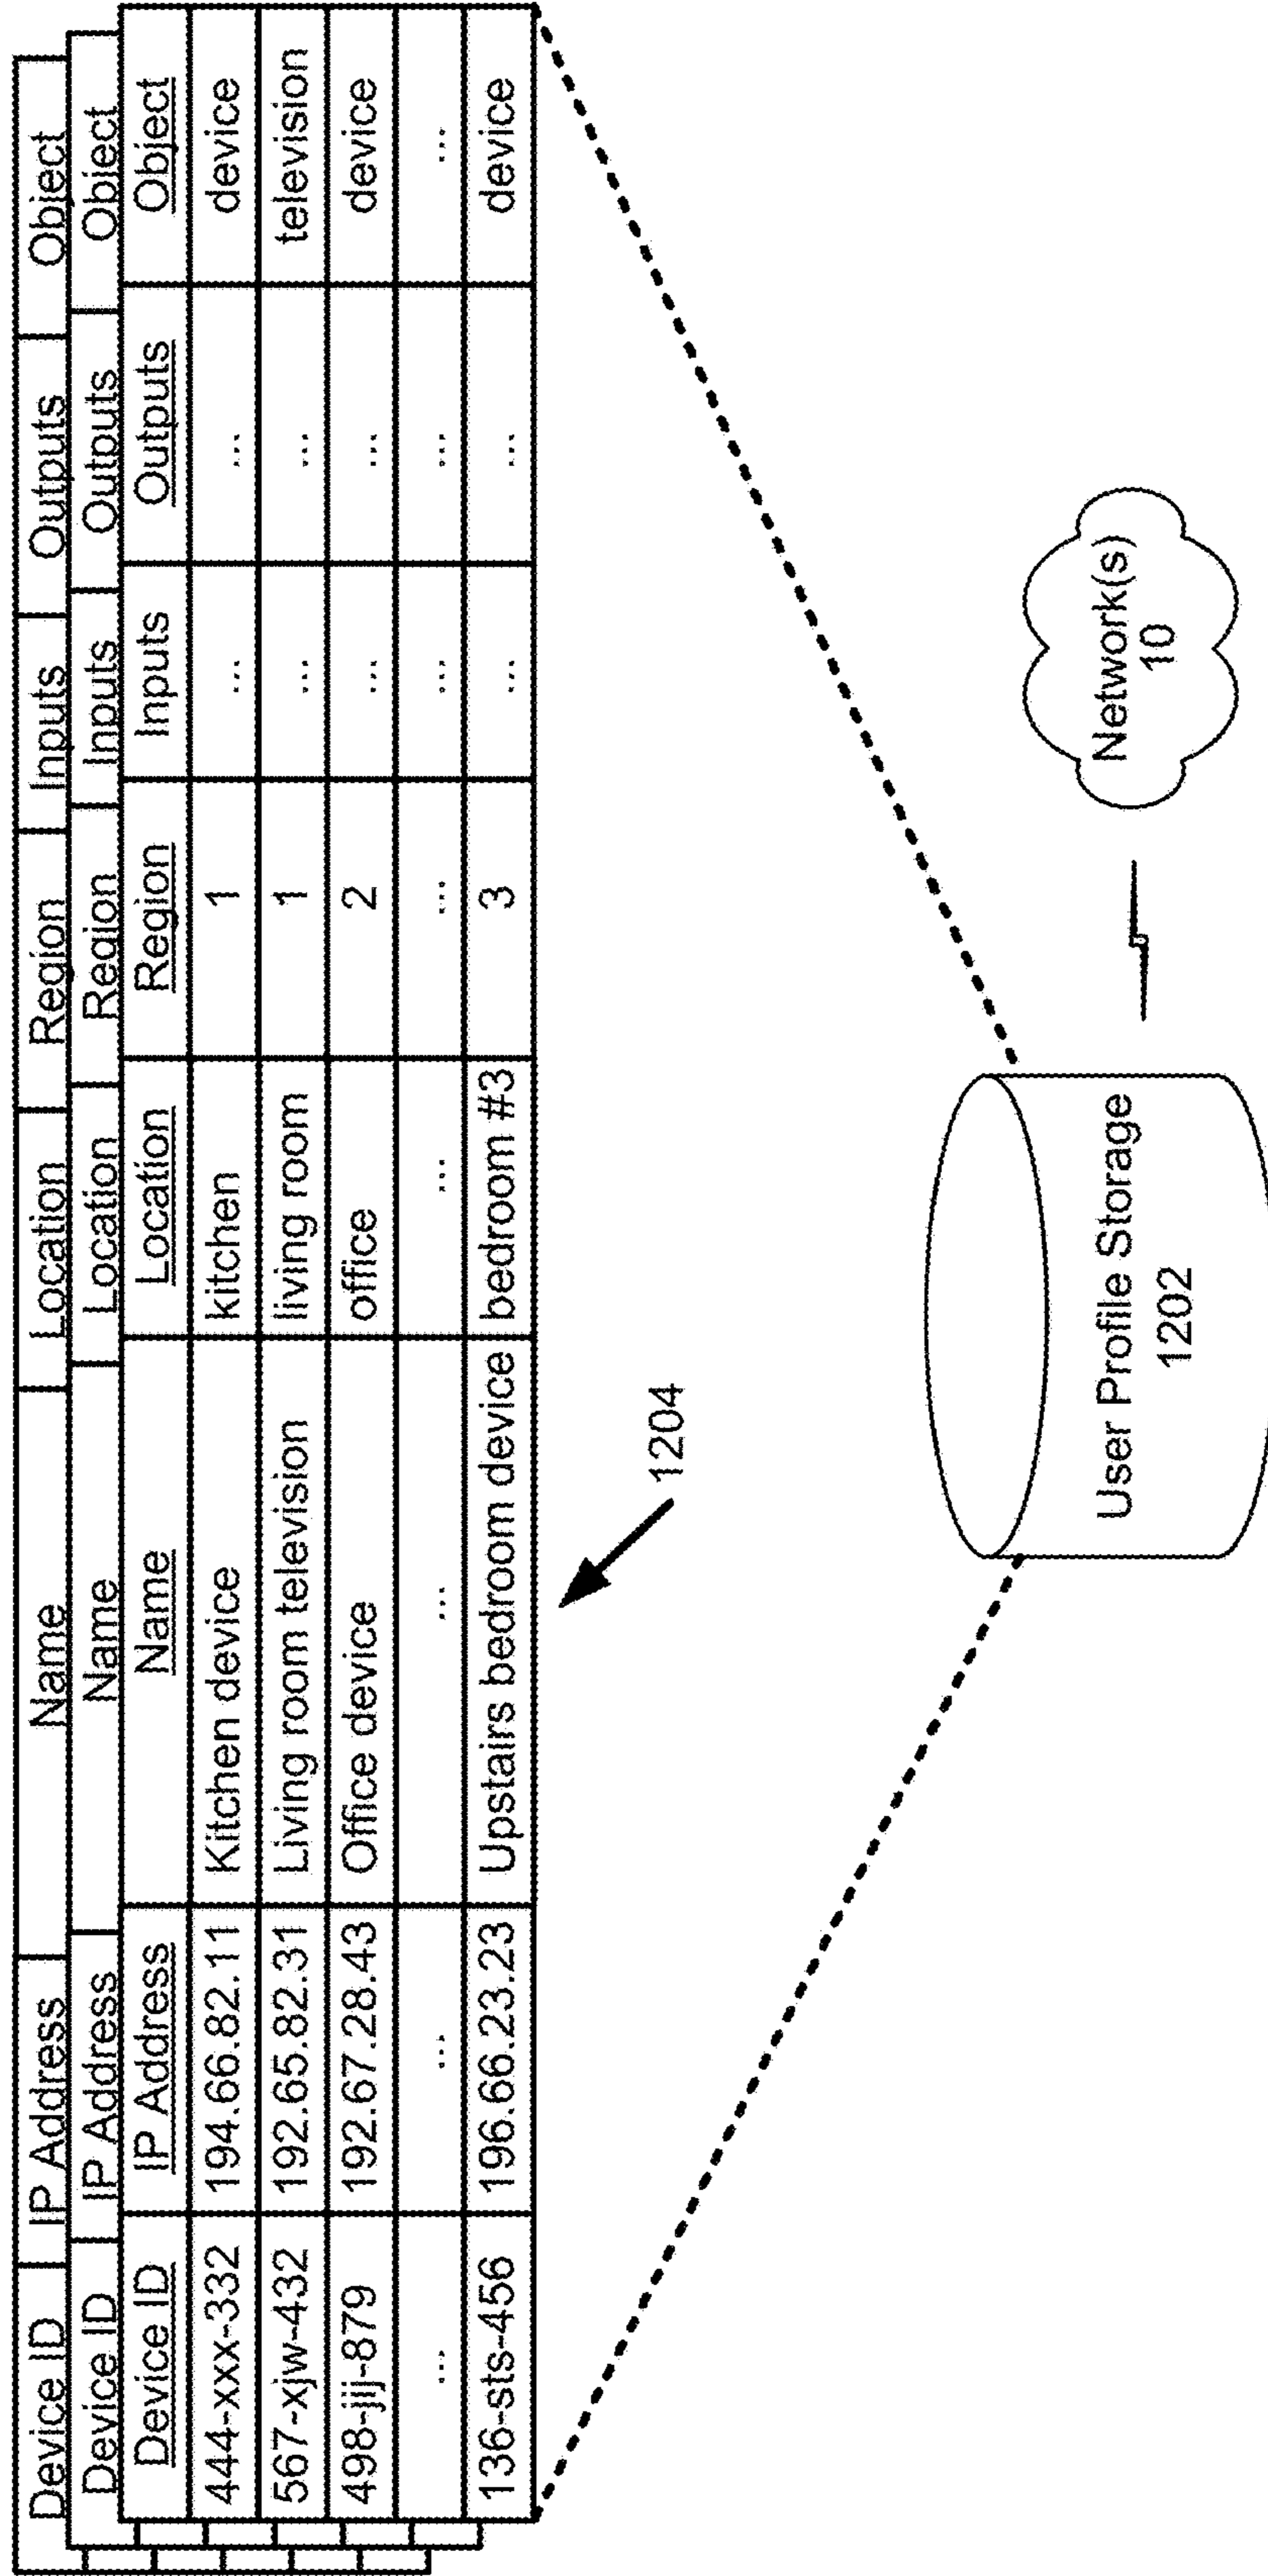 Device ID IP Address Name Location Region Inputs Outputs Object
Device ID IP Address Name Location Region Inputs Outputs Object
Device ID IP Address Name Location Region Inputs Outputs Object
444-xxx-332 194.66.82.11 Kitchen device kitchen 1 ... ... device
567-xjw-432 192.65.82.31 Living room television living room 1 ... ... television
498-jij-879 192.67.28.43 Office device office 2 ... ... device
... ... ... ... ... ... ... ...
136-sts-456 196.66.23.23 Upstairs bedroom device bedroom #3 3 ... ... device
1204
User Profile Storage
1202
Network(s)
10